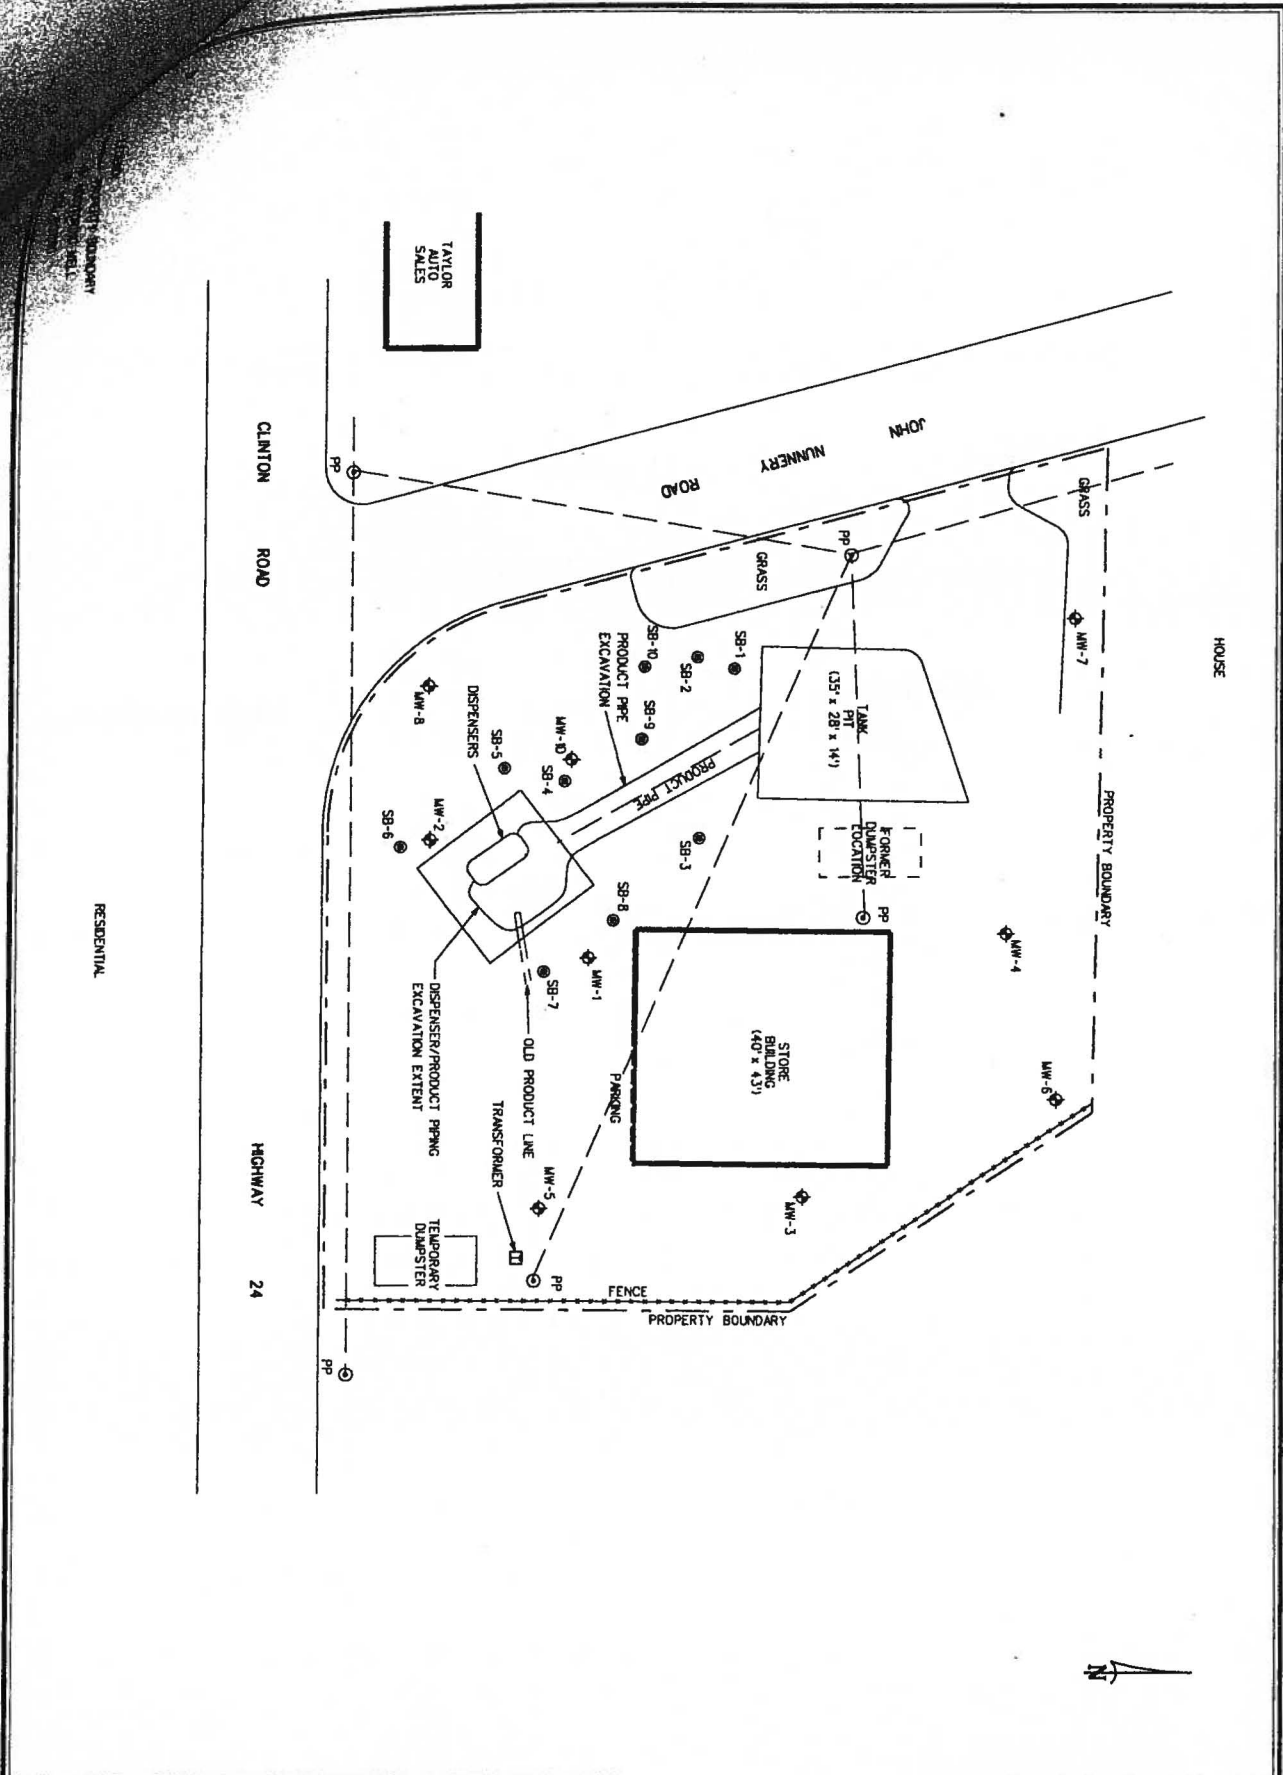 HOUSE
PROPERTY BOUNDARY
GRASS
MW-7
MW-4
MW-6
JOHN NUNNERY ROAD
PP
GRASS
TANK
PIT
(35' x 28' x 14')
FORMER
DUMPSTER
LOCATION
PP
STORE
BUILDING
(40' x 43')
MW-3
SB-1
SB-2
SB-10
SB-9
PRODUCT PIPE
EXCAVATION
PRODUCT PIPE
SB-3
SB-8
PARKING
MW-1
SB-7
MW-10
SB-4
SB-5
DISPENSERS
MW-8
MW-2
SB-6
OLD PRODUCT LINE
DISPENSER/PRODUCT PIPING
EXCAVATION EXTENT
MW-5
TRANSFORMER
PP
TEMPORARY
DUMPSTER
FENCE
PROPERTY BOUNDARY
TAYLOR
AUTO
SALES
PP
PP
CLINTON ROAD
HIGHWAY 24
RESIDENTIAL
BOUNDARY
WELL
N